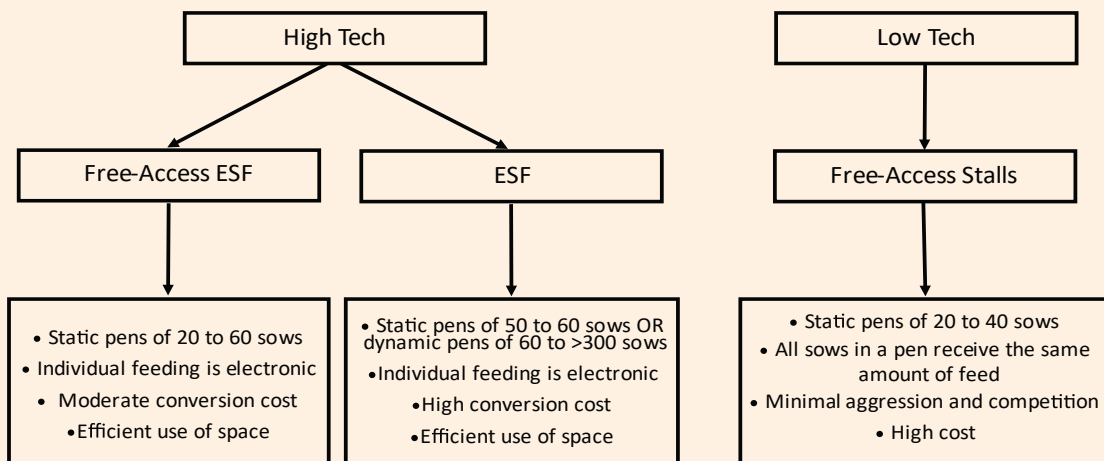 High Tech
Low Tech
Free-Access ESF
ESF
Free-Access Stalls
• Static pens of 20 to 60 sows
• Individual feeding is electronic
• Moderate conversion cost
•Efficient use of space
• Static pens of 50 to 60 sows OR
dynamic pens of 60 to >300 sows
•Individual feeding is electronic
•High conversion cost
•Efficient use of space
• Static pens of 20 to 40 sows
• All sows in a pen receive the same
amount of feed
• Minimal aggression and competition
• High cost